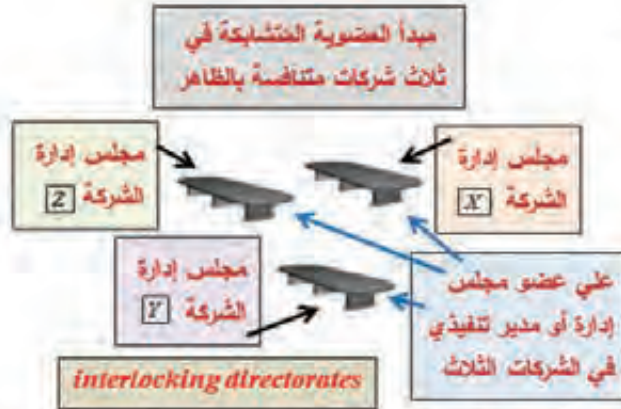 مبدأ العضوية المتشابكة في
ثلاث شركات متنافسة بالظاهر
مجلس إدارة
الشركة X
مجلس إدارة
الشركة Z
مجلس إدارة
الشركة Y
علي عضو مجلس
إدارة أو مدير تنفيذي
في الشركات الثلاث
interlocking directorates